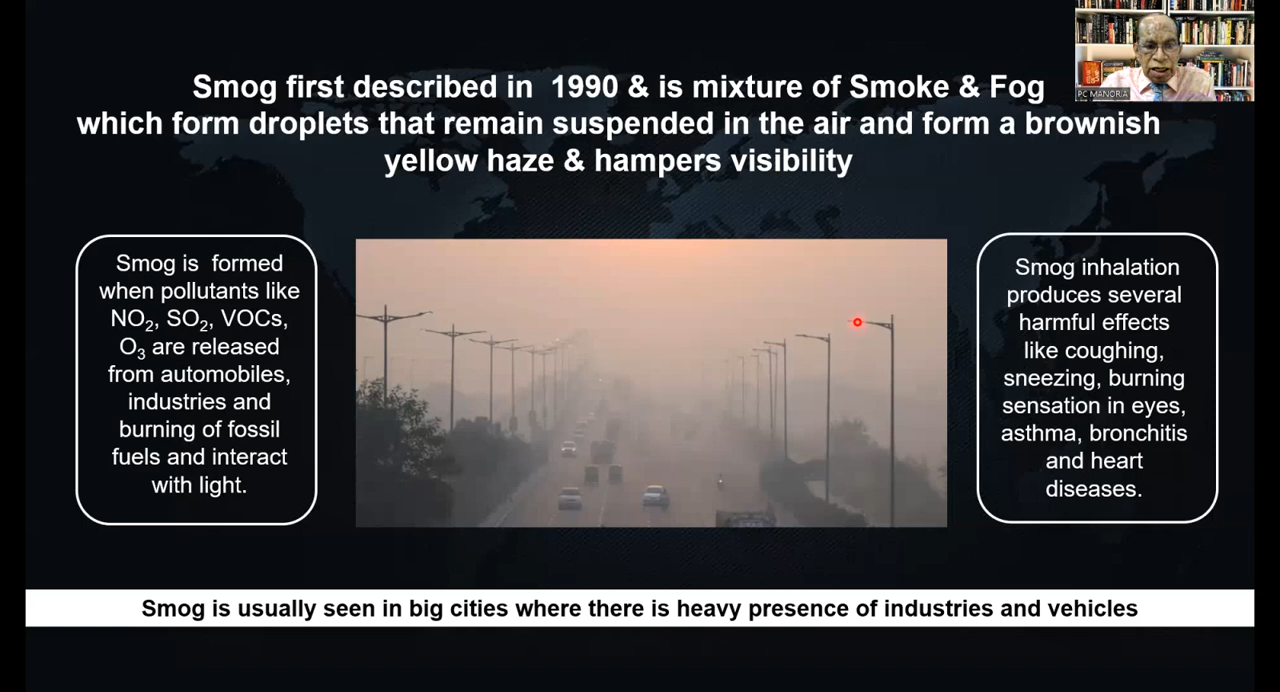 Smog first described in 1990 & is mixture of Smoke & Fog
which form droplets that remain suspended in the air and form a brownish
yellow haze & hampers visibility
PC MANORIA
Smog is formed
when pollutants like
NO₂, SO₂, VOCs,
O₃ are released
from automobiles,
industries and
burning of fossil
fuels and interact
with light.
Smog inhalation
produces several
harmful effects
like coughing,
sneezing, burning
sensation in eyes,
asthma, bronchitis
and heart
diseases.
Smog is usually seen in big cities where there is heavy presence of industries and vehicles